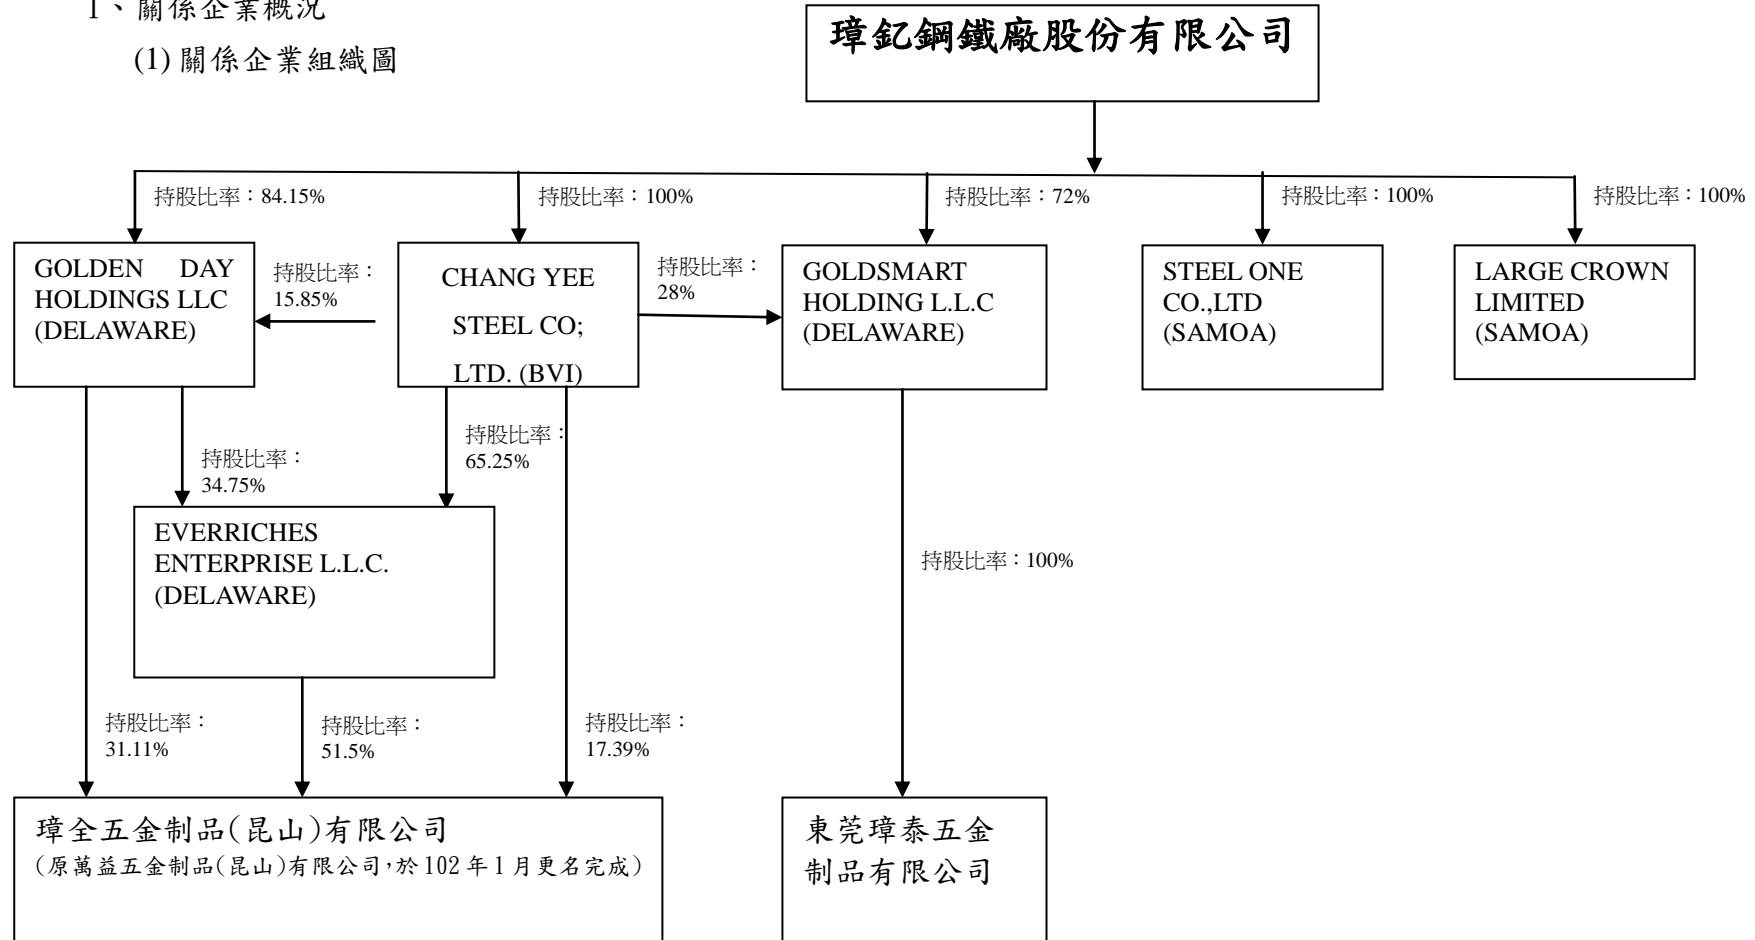 1、關係企業概況
(1)關係企業組織圖
璋釔鋼鐵廠股份有限公司
持股比率：84.15%
持股比率：100%
持股比率：72%
持股比率：100%
持股比率：100%
GOLDEN DAY
HOLDINGS LLC
(DELAWARE)
持股比率：
15.85%
CHANG YEE
STEEL CO;
LTD. (BVI)
持股比率：
28%
GOLDSMART
HOLDING L.L.C
(DELAWARE)
STEEL ONE
CO.,LTD
(SAMOA)
LARGE CROWN
LIMITED
(SAMOA)
持股比率：
34.75%
持股比率：
65.25%
EVERRICHES
ENTERPRISE L.L.C.
(DELAWARE)
持股比率：100%
持股比率：
31.11%
持股比率：
51.5%
持股比率：
17.39%
璋全五金制品(昆山)有限公司
(原萬益五金制品(昆山)有限公司，於102年1月更名完成)
東莞璋泰五金
制品有限公司